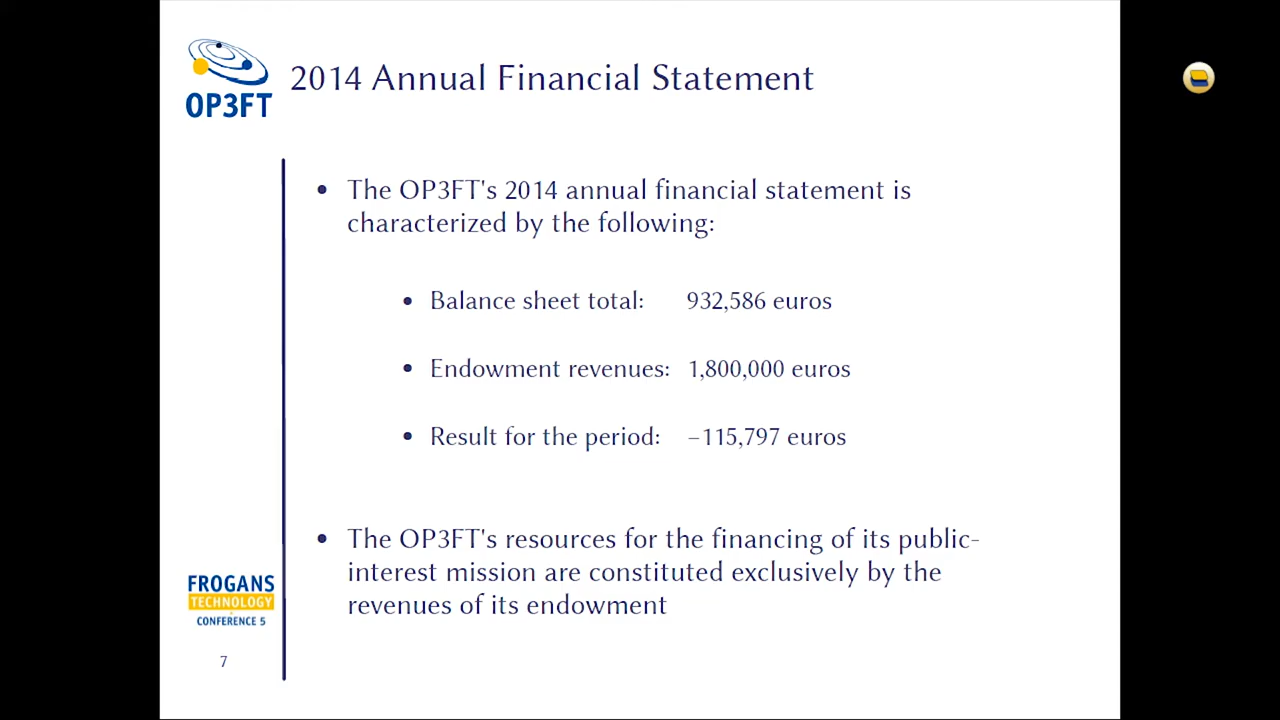 OP3FT
2014 Annual Financial Statement
• The OP3FT's 2014 annual financial statement is
characterized by the following:
• Balance sheet total: 932,586 euros
• Endowment revenues: 1,800,000 euros
• Result for the period: –115,797 euros
• The OP3FT's resources for the financing of its public-
interest mission are constituted exclusively by the
revenues of its endowment
FROGANS
TECHNOLOGY
CONFERENCE 5
7